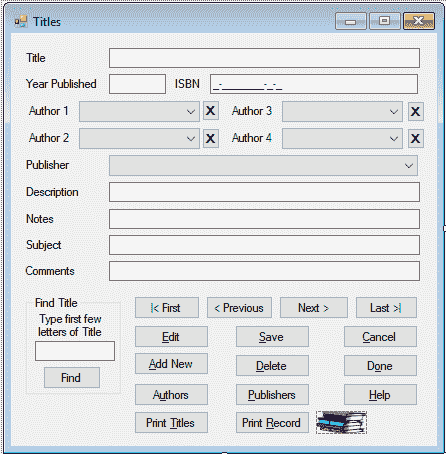 Titles
Title
Year Published ISBN _-_______-_-_
Author 1 X Author 3 X
Author 2 X Author 4 X
Publisher
Description
Notes
Subject
Comments
Find Title
Type first few
letters of Title
Find
|< First < Previous Next > Last >|
Edit Save Cancel
Add New Delete Done
Authors Publishers Help
Print Titles Print Record